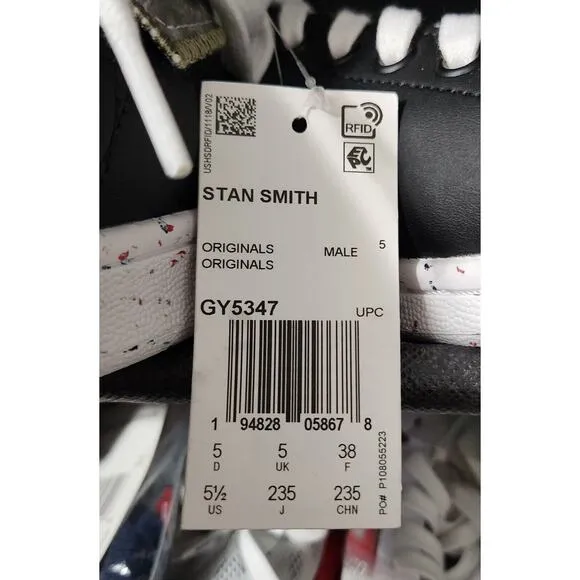 USHSDRFID/1118/V02
RFID
EPC
STAN SMITH
ORIGINALS MALE 5
ORIGINALS
GY5347 UPC
1 94828 05867 8
5 5 38
D UK F
5½ 235 235
US J CHN
PO# P108055223